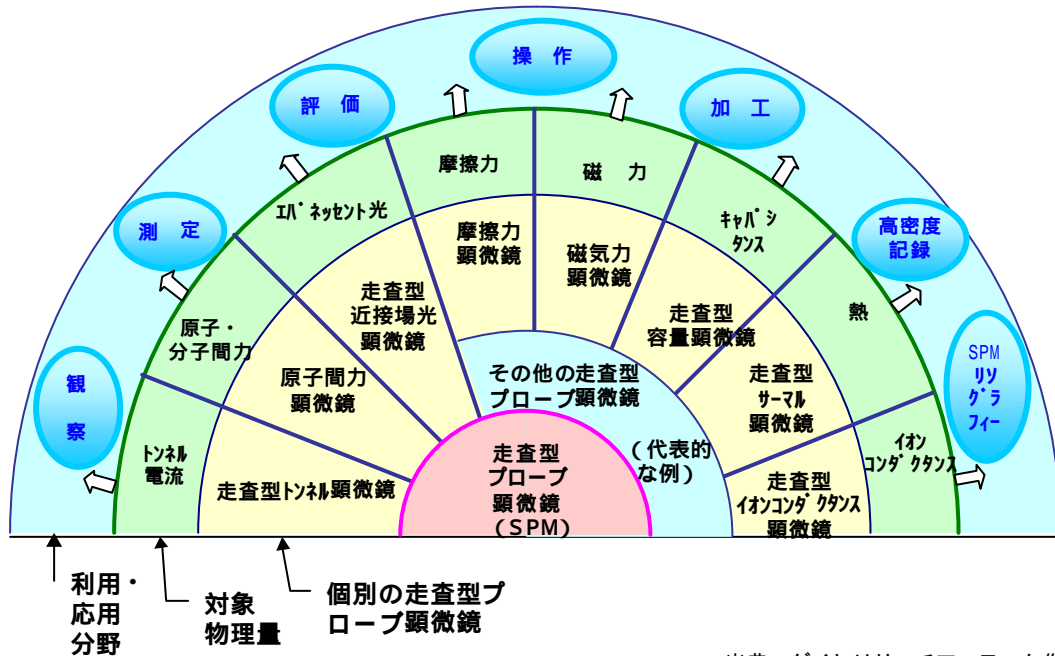 操 作
評 価
加 工
測 定
高密度
記録
観
察
SPM
リソ
グラ
フィー
摩擦力
磁 力
エバネッセント光
キャパシ
タンス
原子・
分子間力
熱
トンネル
電流
イオン
コンダクタンス
摩擦力
顕微鏡
磁気力
顕微鏡
走査型
近接場光
顕微鏡
走査型
容量顕微鏡
原子間力
顕微鏡
走査型
サーマル
顕微鏡
走査型トンネル顕微鏡
走査型
イオンコンダクタンス
顕微鏡
その他の走査型
プローブ顕微鏡
(代表的
な例)
走査型
プローブ
顕微鏡
(SPM)
利用・
応用
分野
対象
物理量
個別の走査型プ
ローブ顕微鏡